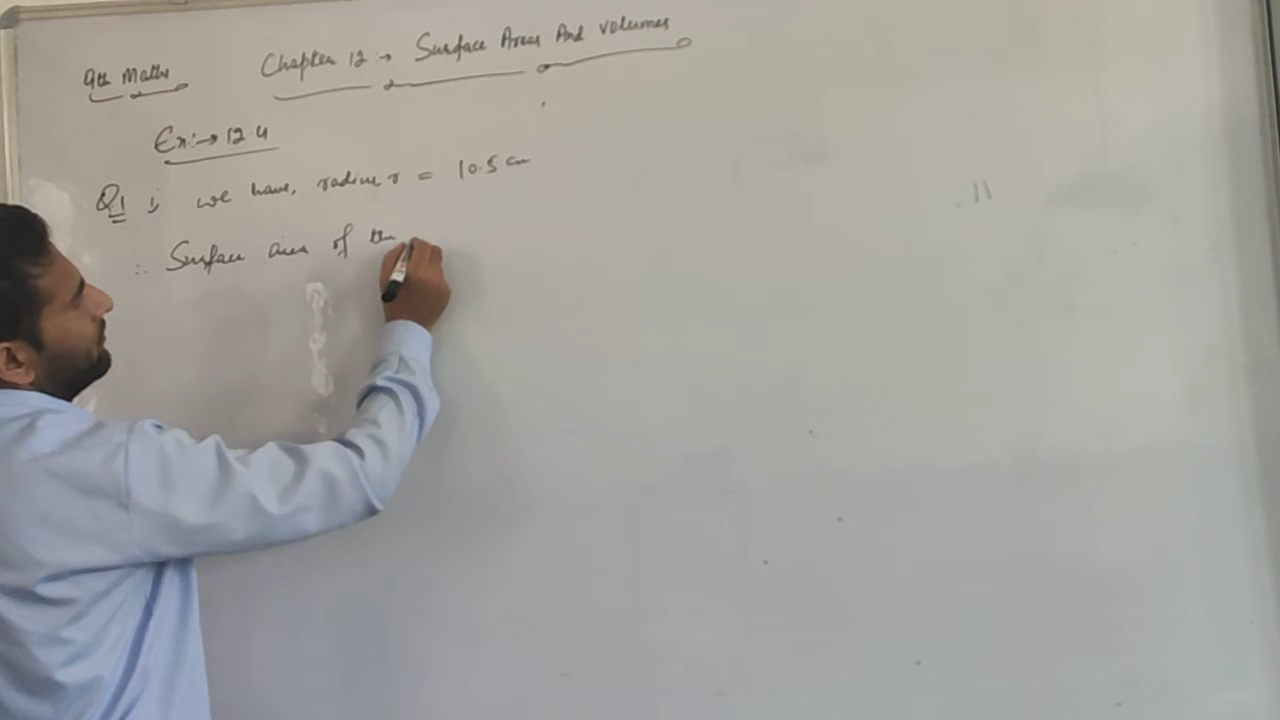 9th Maths Chapter 12 → Surface Areas And Volumes
Ex:→ 12.4
Q.1 we have, radius, r = 10.5 cm
∴ Surface area of the